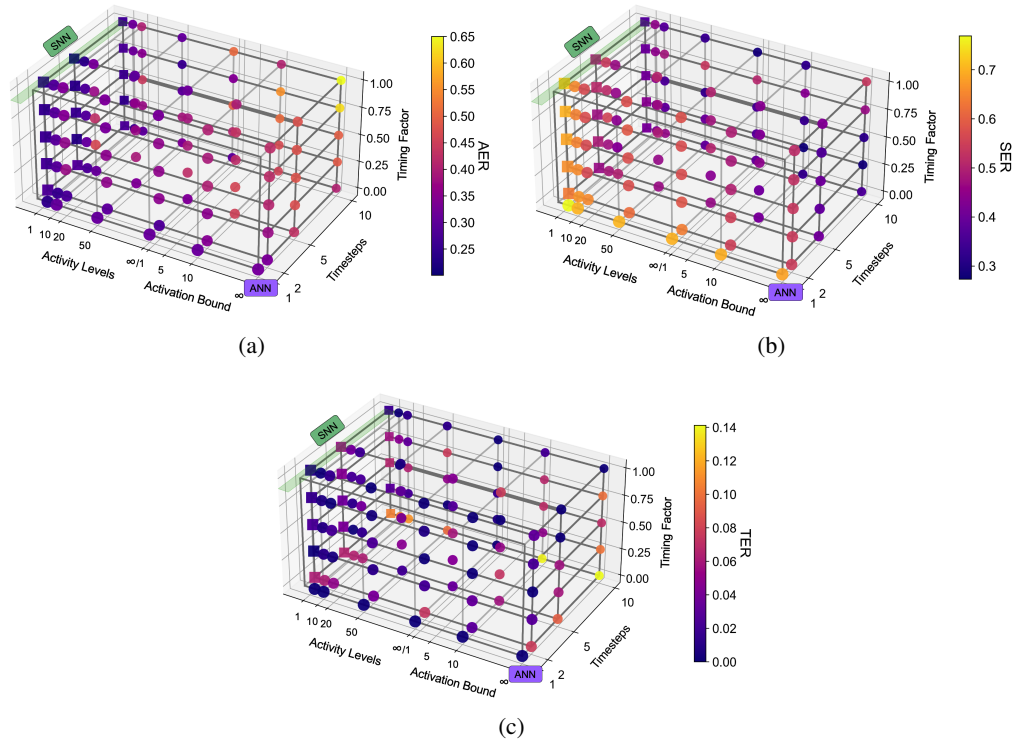 SNN
1.00
0.75
0.50
0.25
0.00
Timing Factor
1 10 20 50 ∞/1 5 10 ∞
Activity Levels
Activation Bound
1 2 5 10
Timesteps
ANN
0.65
0.60
0.55
0.50
0.45
0.40
0.35
0.30
0.25
AER
(a)
SNN
1.00
0.75
0.50
0.25
0.00
Timing Factor
1 10 20 50 ∞/1 5 10 ∞
Activity Levels
Activation Bound
1 2 5 10
Timesteps
ANN
0.7
0.6
0.5
0.4
0.3
SER
(b)
SNN
1.00
0.75
0.50
0.25
0.00
Timing Factor
1 10 20 50 ∞/1 5 10 ∞
Activity Levels
Activation Bound
1 2 5 10
Timesteps
ANN
0.14
0.12
0.10
0.08
0.06
0.04
0.02
0.00
TER
(c)